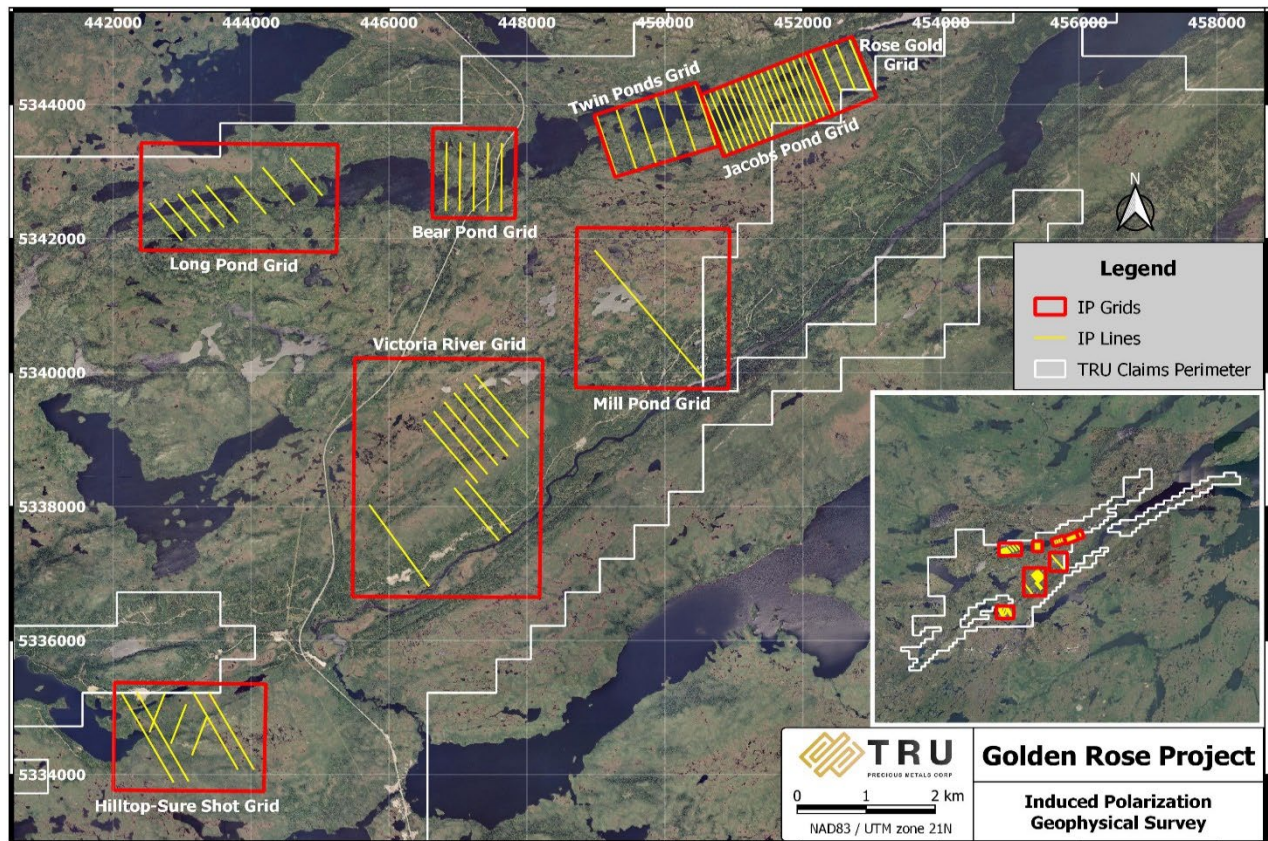 442000 444000 446000 448000 450000 452000 454000 456000 458000
Rose Gold
Grid
Twin Ponds Grid
5344000
Jacobs Pond Grid
Bear Pond Grid
5342000
Long Pond Grid
N
Legend
IP Grids
IP Lines
TRU Claims Perimeter
Victoria River Grid
5340000
Mill Pond Grid
5338000
5336000
5334000
Hilltop-Sure Shot Grid
TRU
PRECIOUS METALS CORP
0 1 2 km
NAD83 / UTM zone 21N
Golden Rose Project
Induced Polarization
Geophysical Survey